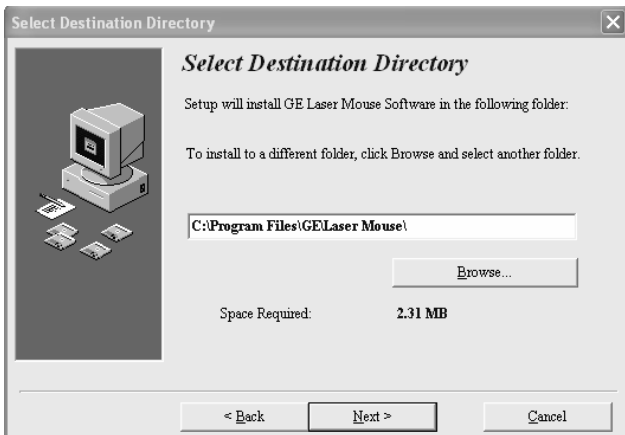 Select Destination Directory
Select Destination Directory
Setup will install GE Laser Mouse Software in the following folder:
To install to a different folder, click Browse and select another folder.
C:\Program Files\GE\Laser Mouse\
Browse...
Space Required: 2.31 MB
< Back Next > Cancel